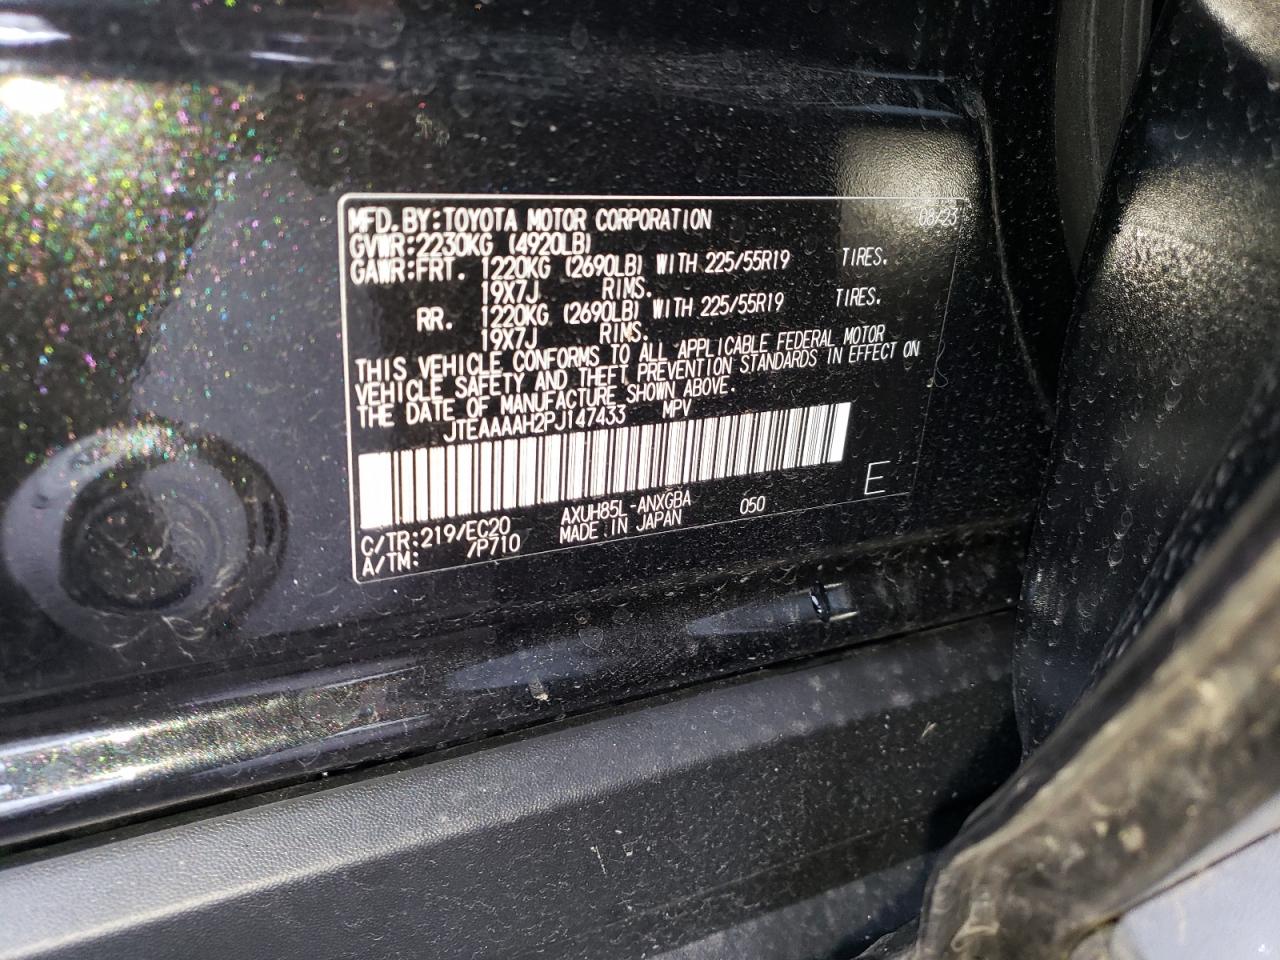 MFD.BY:TOYOTA MOTOR CORPORATION 08/23
GVWR:2230KG (4920LB)
GAWR:FRT. 1220KG (2690LB) WITH 225/55R19 TIRES.
19X7J RIMS.
RR. 1220KG (2690LB) WITH 225/55R19 TIRES.
19X7J RIMS.
THIS VEHICLE CONFORMS TO ALL APPLICABLE FEDERAL MOTOR
VEHICLE SAFETY AND THEFT PREVENTION STANDARDS IN EFFECT ON
THE DATE OF MANUFACTURE SHOWN ABOVE.
JTEAAAAH2PJ147433 MPV
C/TR:219/EC20 AXUH85L-ANXGBA 050 E
A/TM: /P710 MADE IN JAPAN